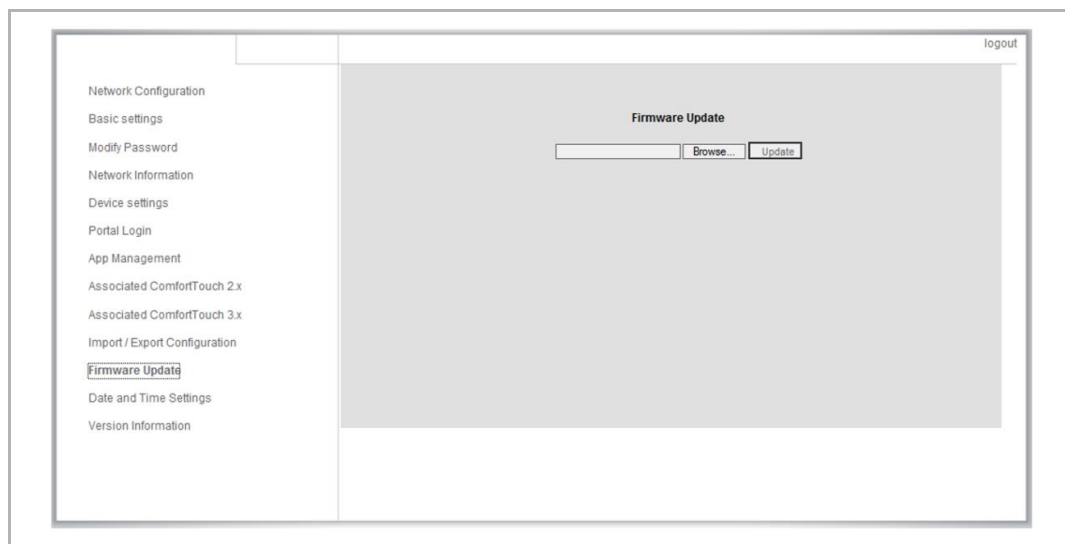 logout
Network Configuration
Basic settings
Modify Password
Network Information
Device settings
Portal Login
App Management
Associated ComfortTouch 2.x
Associated ComfortTouch 3.x
Import / Export Configuration
Firmware Update
Date and Time Settings
Version Information
Firmware Update
Browse... Update